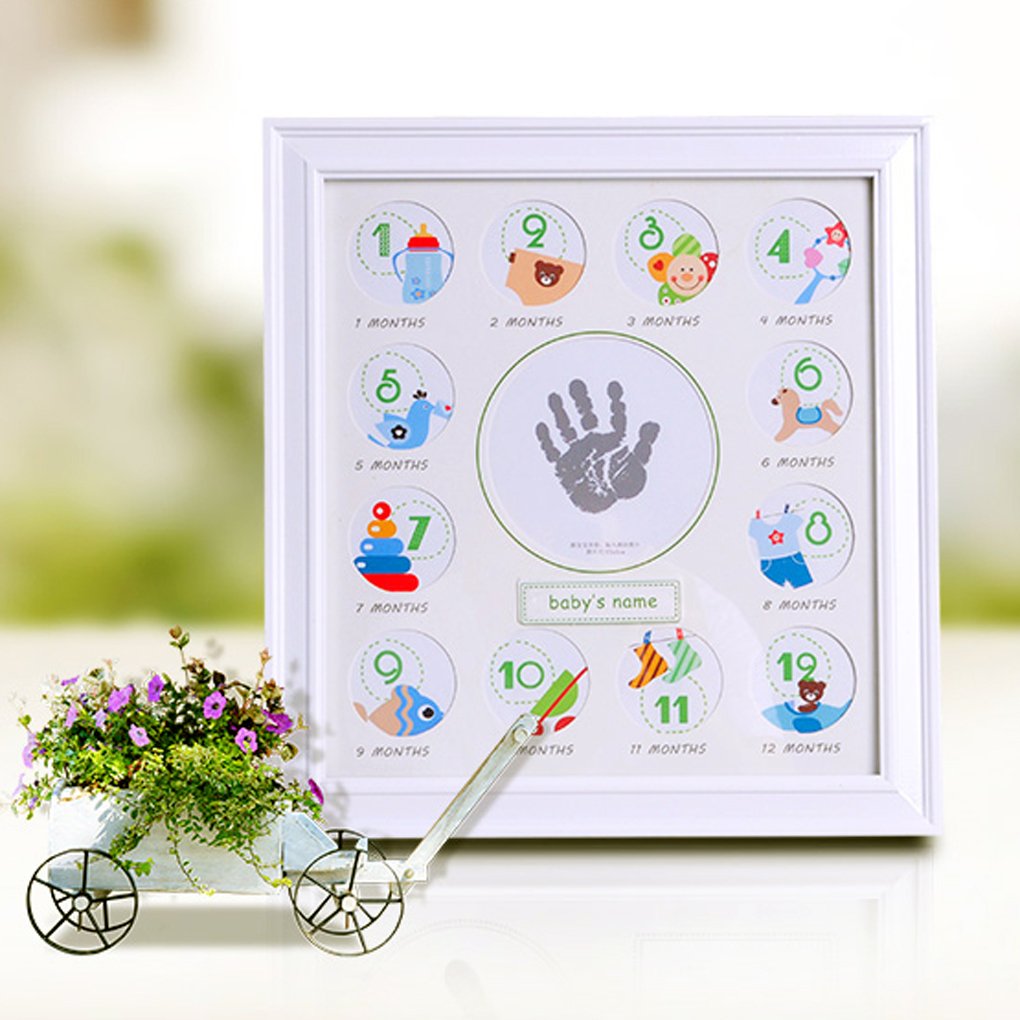 1
2
3
4
1 MONTHS
2 MONTHS
3 MONTHS
4 MONTHS
5
6
5 MONTHS
6 MONTHS
7
8
7 MONTHS
8 MONTHS
baby's name
9
10
11
12
9 MONTHS
MONTHS
11 MONTHS
12 MONTHS